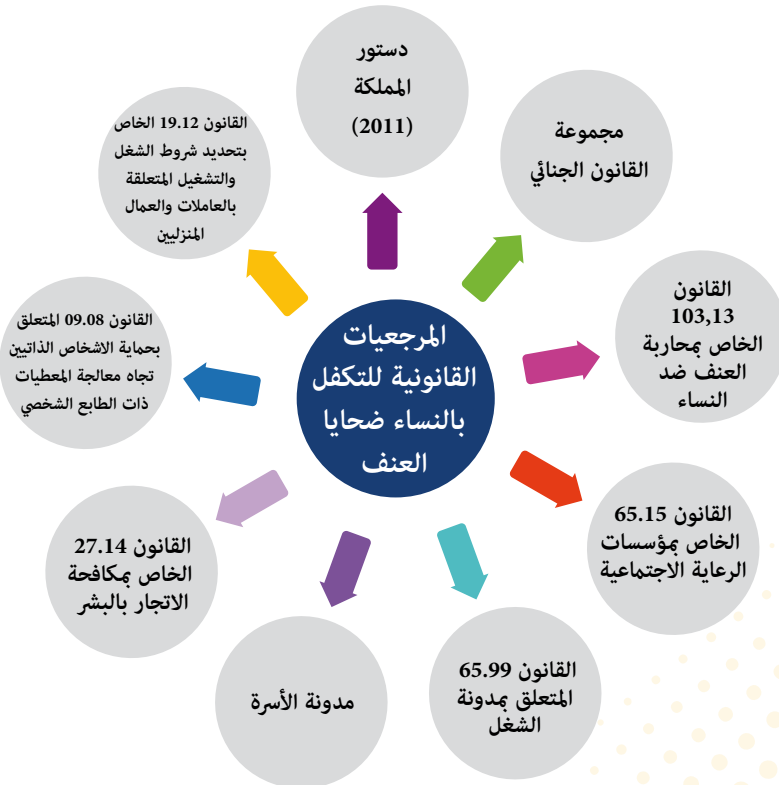 دستور
المملكة
(2011)
مجموعة
القانون الجنائي
القانون
103,13
الخاص بمحاربة
العنف ضد
النساء
القانون 65.15
الخاص بمؤسسات
الرعاية الاجتماعية
القانون 65.99
المتعلق بمدونة
الشغل
مدونة الأسرة
القانون 27.14
الخاص بمكافحة
الاتجار بالبشر
القانون 09.08 المتعلق
بحماية الاشخاص الذاتيين
تجاه معالجة المعطيات
ذات الطابع الشخصي
القانون 19.12 الخاص
بتحديد شروط الشغل
والتشغيل المتعلقة
بالعاملات والعمال
المنزليين
المرجعيات
القانونية للتكفل
بالنساء ضحايا
العنف